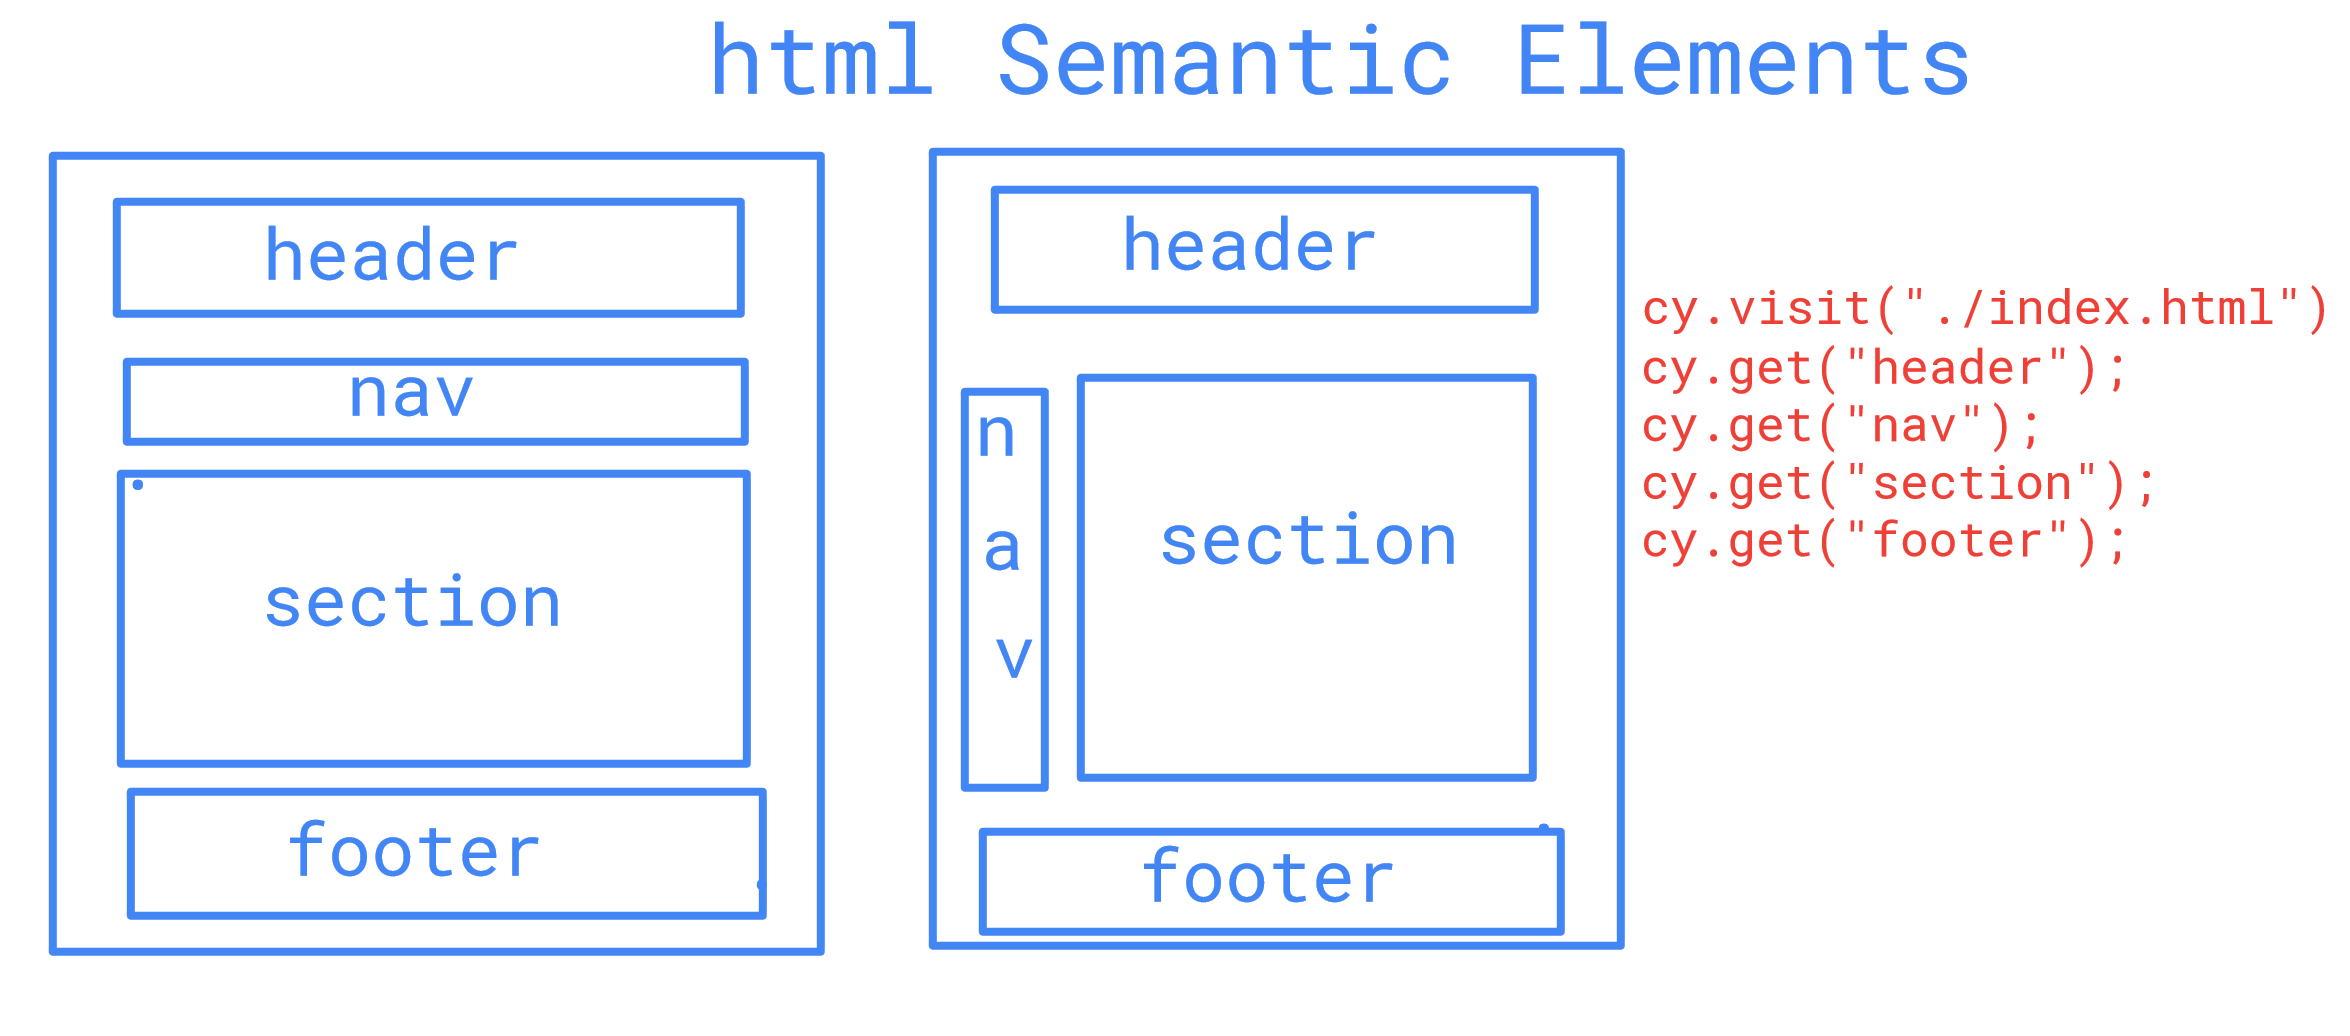 html Semantic Elements
header
nav
section
footer
header
n
a
v
section
footer
cy.visit("./index.html")
cy.get("header");
cy.get("nav");
cy.get("section");
cy.get("footer");